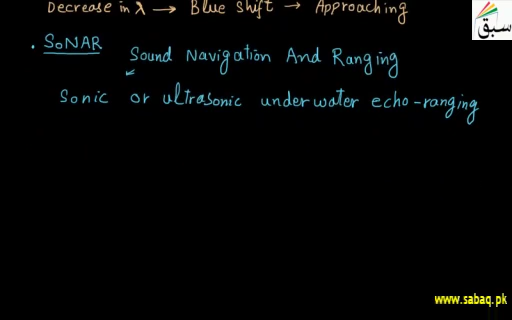 Decrease in λ → Blue Shift → Approaching
سبق
• SONAR Sound Navigation And Ranging
Sonic or ultrasonic underwater echo-ranging
www.sabaq.pk